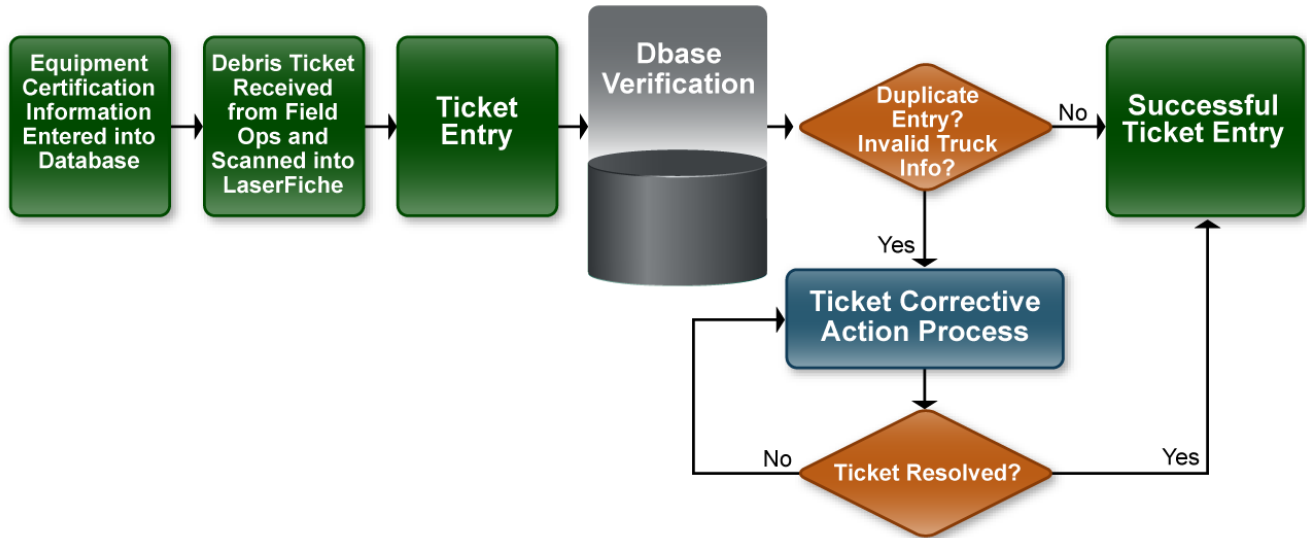 Equipment
Certification
Information
Entered into
Database
Debris Ticket
Received
from Field
Ops and
Scanned into
LaserFiche
Ticket
Entry
Dbase
Verification
Duplicate
Entry?
Invalid Truck
Info?
No
Successful
Ticket Entry
Yes
Ticket Corrective
Action Process
No
Ticket Resolved?
Yes